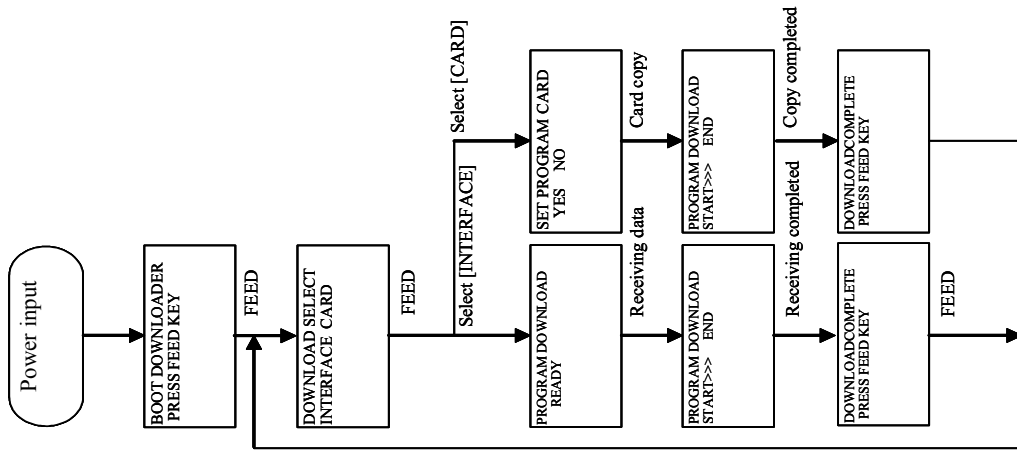 Power input
BOOT DOWNLOADER
PRESS FEED KEY
FEED
DOWNLOAD SELECT
INTERFACE CARD
FEED
Select [INTERFACE]
Select [CARD]
PROGRAM DOWNLOAD
READY
Receiving data
PROGRAM DOWNLOAD
START>>> END
Receiving completed
DOWNLOADCOMPLETE
PRESS FEED KEY
FEED
SET PROGRAM CARD
YES NO
Card copy
PROGRAM DOWNLOAD
START>>> END
Copy completed
DOWNLOADCOMPLETE
PRESS FEED KEY